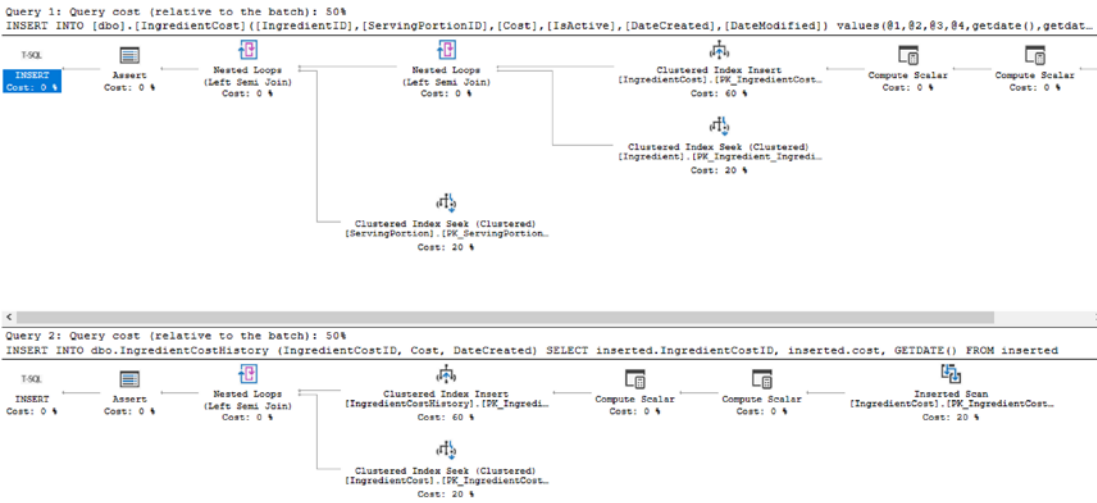 Query 1: Query cost (relative to the batch): 50%
INSERT INTO [dbo].[IngredientCost]([IngredientID],[ServingPortionID],[Cost],[IsActive],[DateCreated],[DateModified]) values(@1,@2,@3,@4,getdate(),getdat…
T-SQL
INSERT
Cost: 0 %
Assert
Cost: 0 %
Nested Loops
(Left Semi Join)
Cost: 0 %
Nested Loops
(Left Semi Join)
Cost: 0 %
Clustered Index Insert
[IngredientCost].[PK_IngredientCost…
Cost: 60 %
Compute Scalar
Cost: 0 %
Compute Scalar
Cost: 0 %
Clustered Index Seek (Clustered)
[Ingredient].[PK_Ingredient_Ingredi…
Cost: 20 %
Clustered Index Seek (Clustered)
[ServingPortion].[PK_ServingPortion…
Cost: 20 %
Query 2: Query cost (relative to the batch): 50%
INSERT INTO dbo.IngredientCostHistory (IngredientCostID, Cost, DateCreated) SELECT inserted.IngredientCostID, inserted.cost, GETDATE() FROM inserted
T-SQL
INSERT
Cost: 0 %
Assert
Cost: 0 %
Nested Loops
(Left Semi Join)
Cost: 0 %
Clustered Index Insert
[IngredientCostHistory].[PK_Ingredi…
Cost: 60 %
Compute Scalar
Cost: 0 %
Compute Scalar
Cost: 0 %
Inserted Scan
[IngredientCost].[PK_IngredientCost…
Cost: 20 %
Clustered Index Seek (Clustered)
[IngredientCost].[PK_IngredientCost…
Cost: 20 %